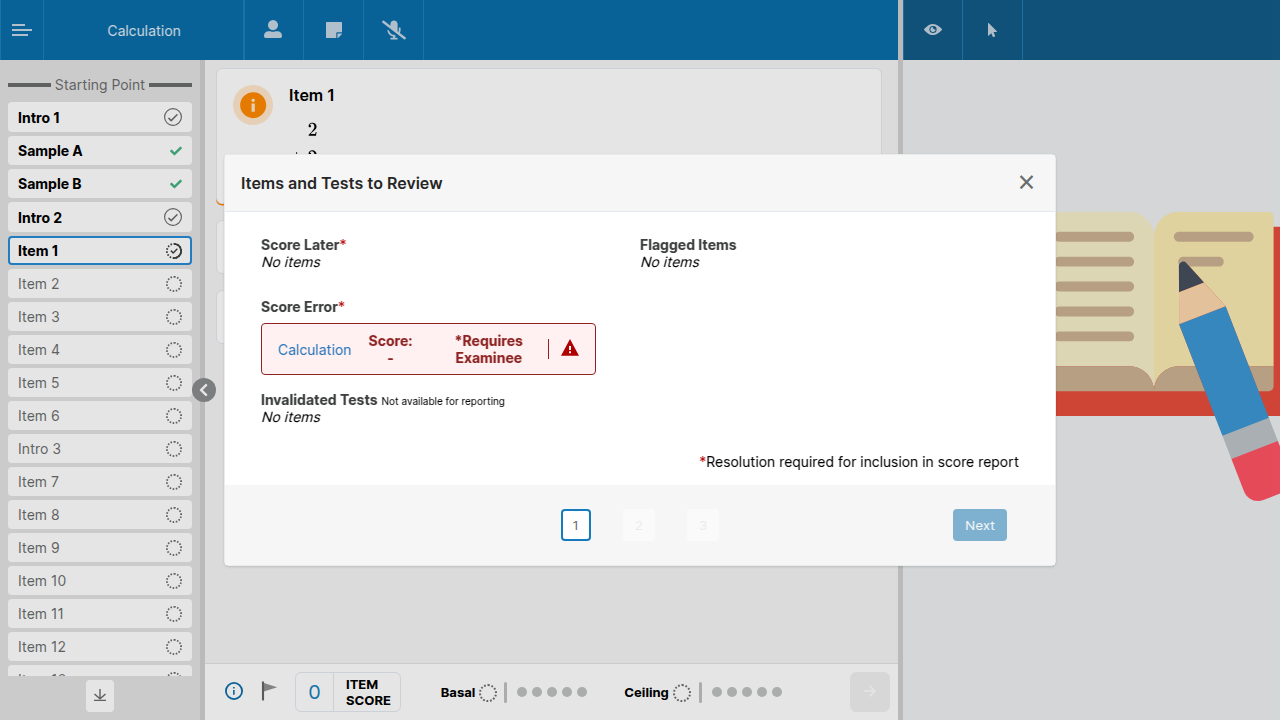 Calculation
Starting Point
Intro 1
Sample A
Sample B
Intro 2
Item 1
Item 2
Item 3
Item 4
Item 5
Item 6
Intro 3
Item 7
Item 8
Item 9
Item 10
Item 11
Item 12
Item 1
2
Items and Tests to Review
Score Later*
No items
Flagged Items
No items
Score Error*
Calculation
Score:
-
*Requires
Examinee
Invalidated Tests Not available for reporting
No items
*Resolution required for inclusion in score report
1
2
3
Next
0
ITEM
SCORE
Basal
Ceiling